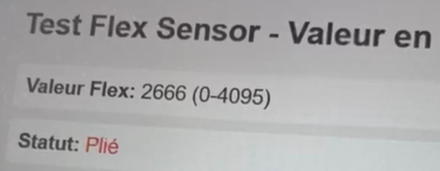 Test Flex Sensor - Valeur en
Valeur Flex: 2666 (0-4095)
Statut: Plié